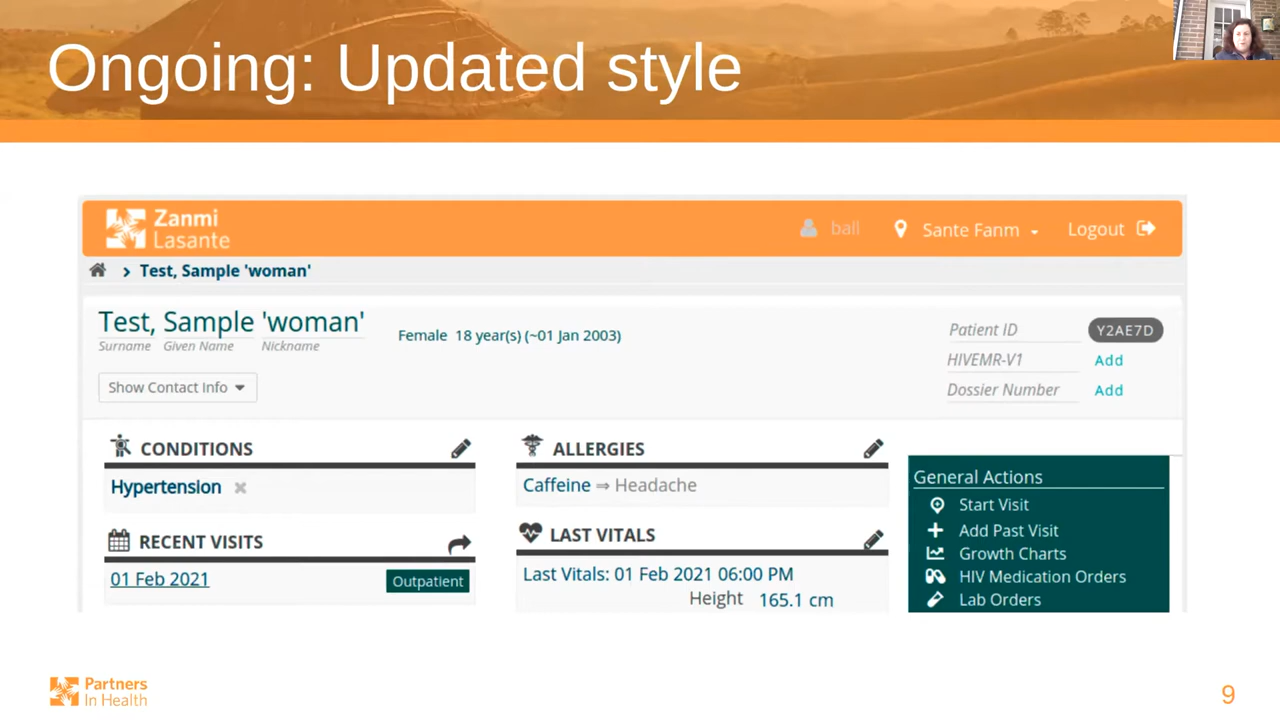 Ongoing: Updated style
Zanmi
Lasante
ball
Sante Fanm
Logout
Test, Sample 'woman'
Test, Sample 'woman'
Surname Given Name Nickname
Female 18 year(s) (~01 Jan 2003)
Patient ID Y2AE7D
HIVEMR-V1 Add
Dossier Number Add
Show Contact Info
CONDITIONS
Hypertension
RECENT VISITS
01 Feb 2021 Outpatient
ALLERGIES
Caffeine ⇒ Headache
LAST VITALS
Last Vitals: 01 Feb 2021 06:00 PM
Height 165.1 cm
General Actions
Start Visit
Add Past Visit
Growth Charts
HIV Medication Orders
Lab Orders
Partners
In Health
9